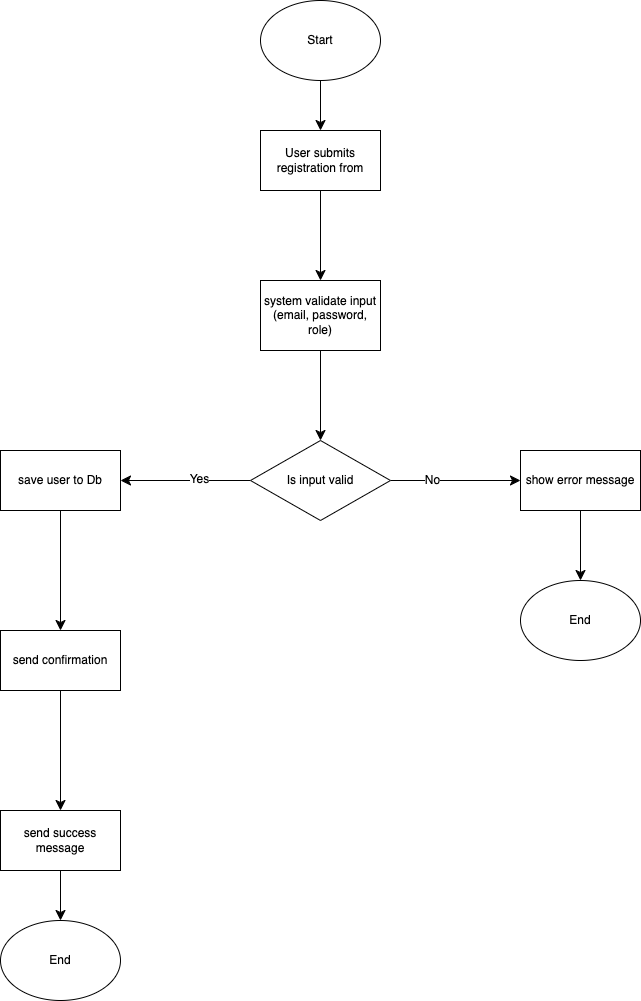 Start
User submits
registration from
system validate input
(email, password,
role)
save user to Db
Yes
Is input valid
No
show error message
End
send confirmation
send success
message
End